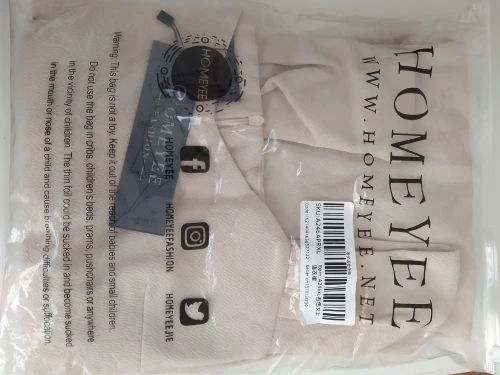 HOMEYEE
WWW.HOMEYEE.NET
HOMEYEE
HOMEYEE
HOMEYEE
HOMEYEEFASHION
HOMEYEEJIE
SKU:A246APRXL
Warning: This bag is not a toy. Keep it out of the reach of babies and small children.
Do not use the bag in cribs, children's beds, prams, pushchairs or anywhere
in the vicinity of children. The thin foil could be sucked in and become sucked
in the mouth or nose of a child and cause breathing difficulties or suffocation.